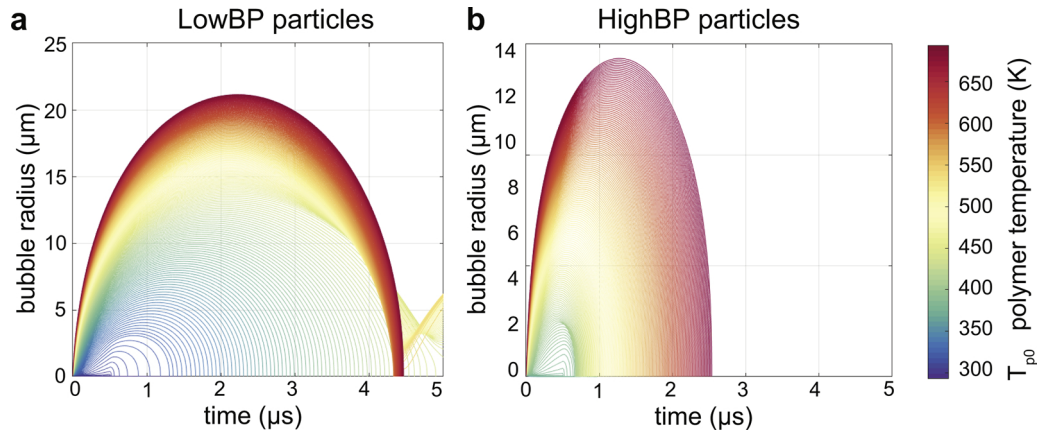 a LowBP particles
25
20
15
10
5
0
bubble radius (μm)
0 1 2 3 4 5
time (μs)
b HighBP particles
14
12
10
8
6
4
2
0
bubble radius (μm)
0 1 2 3 4 5
time (μs)
650
600
550
500
450
400
350
300
Tp0 polymer temperature (K)